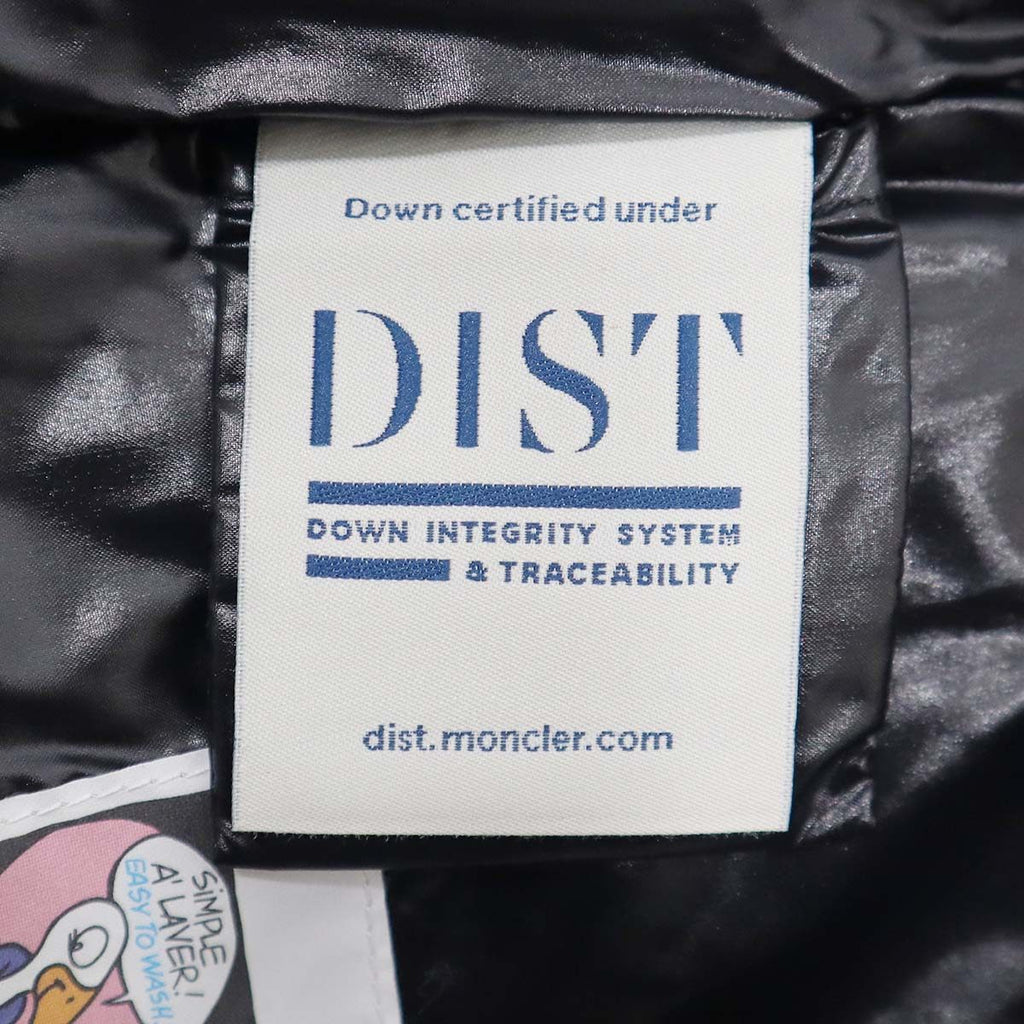 Down certified under
DIST
DOWN INTEGRITY SYSTEM
& TRACEABILITY
dist.moncler.com
SiMPLE
A' LAVER!
EASY TO WASH